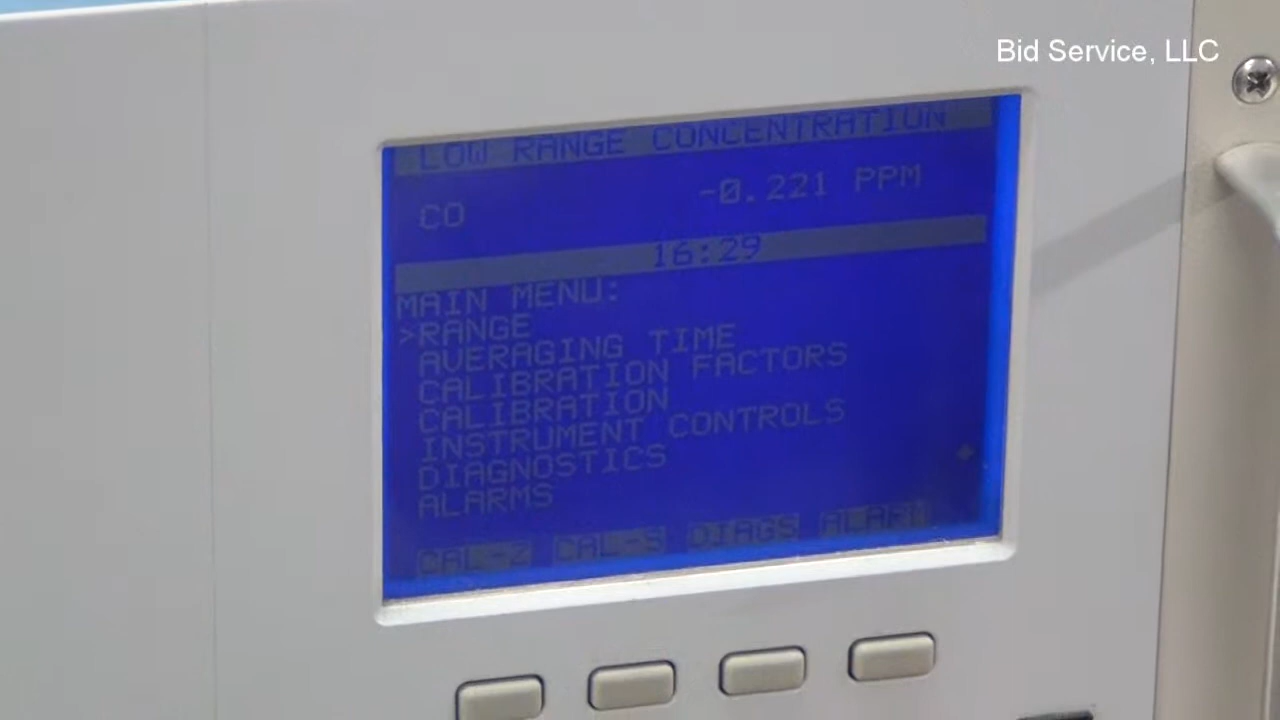 Bid Service, LLC
LOW RANGE CONCENTRATION
CO -0.221 PPM
16:29
MAIN MENU:
>RANGE
AVERAGING TIME
CALIBRATION FACTORS
CALIBRATION
INSTRUMENT CONTROLS
DIAGNOSTICS
ALARMS
CAL-Z CAL-S DIAGS ALARM